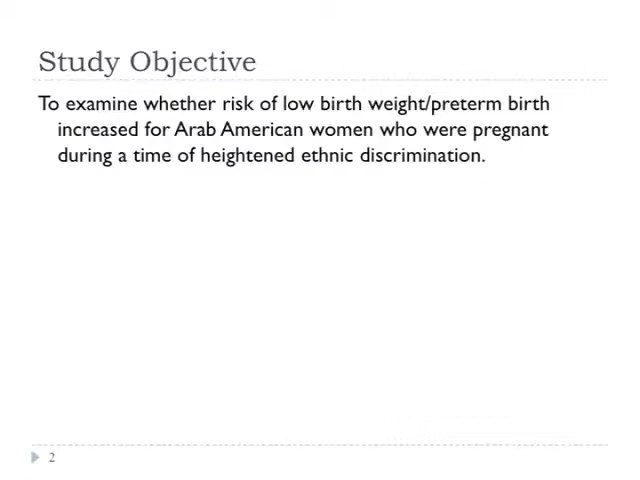 Study Objective
To examine whether risk of low birth weight/preterm birth
increased for Arab American women who were pregnant
during a time of heightened ethnic discrimination.
2